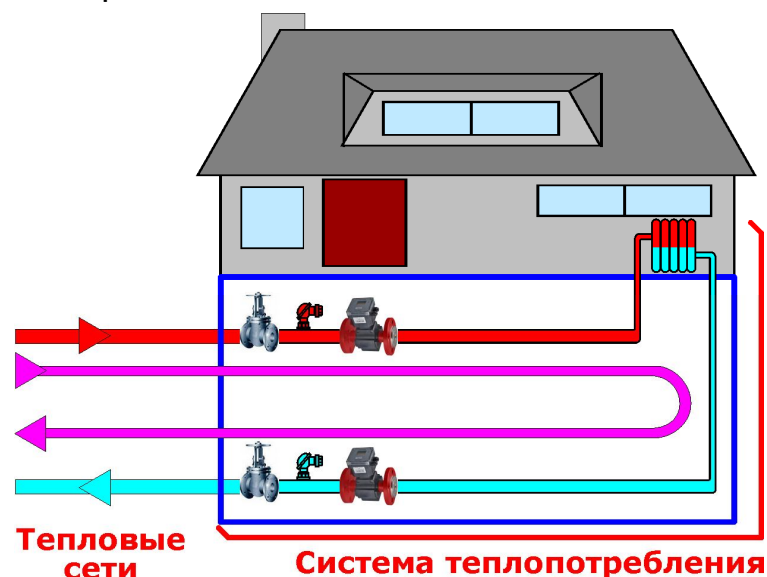 Тепловые
сети
Система теплопотребления